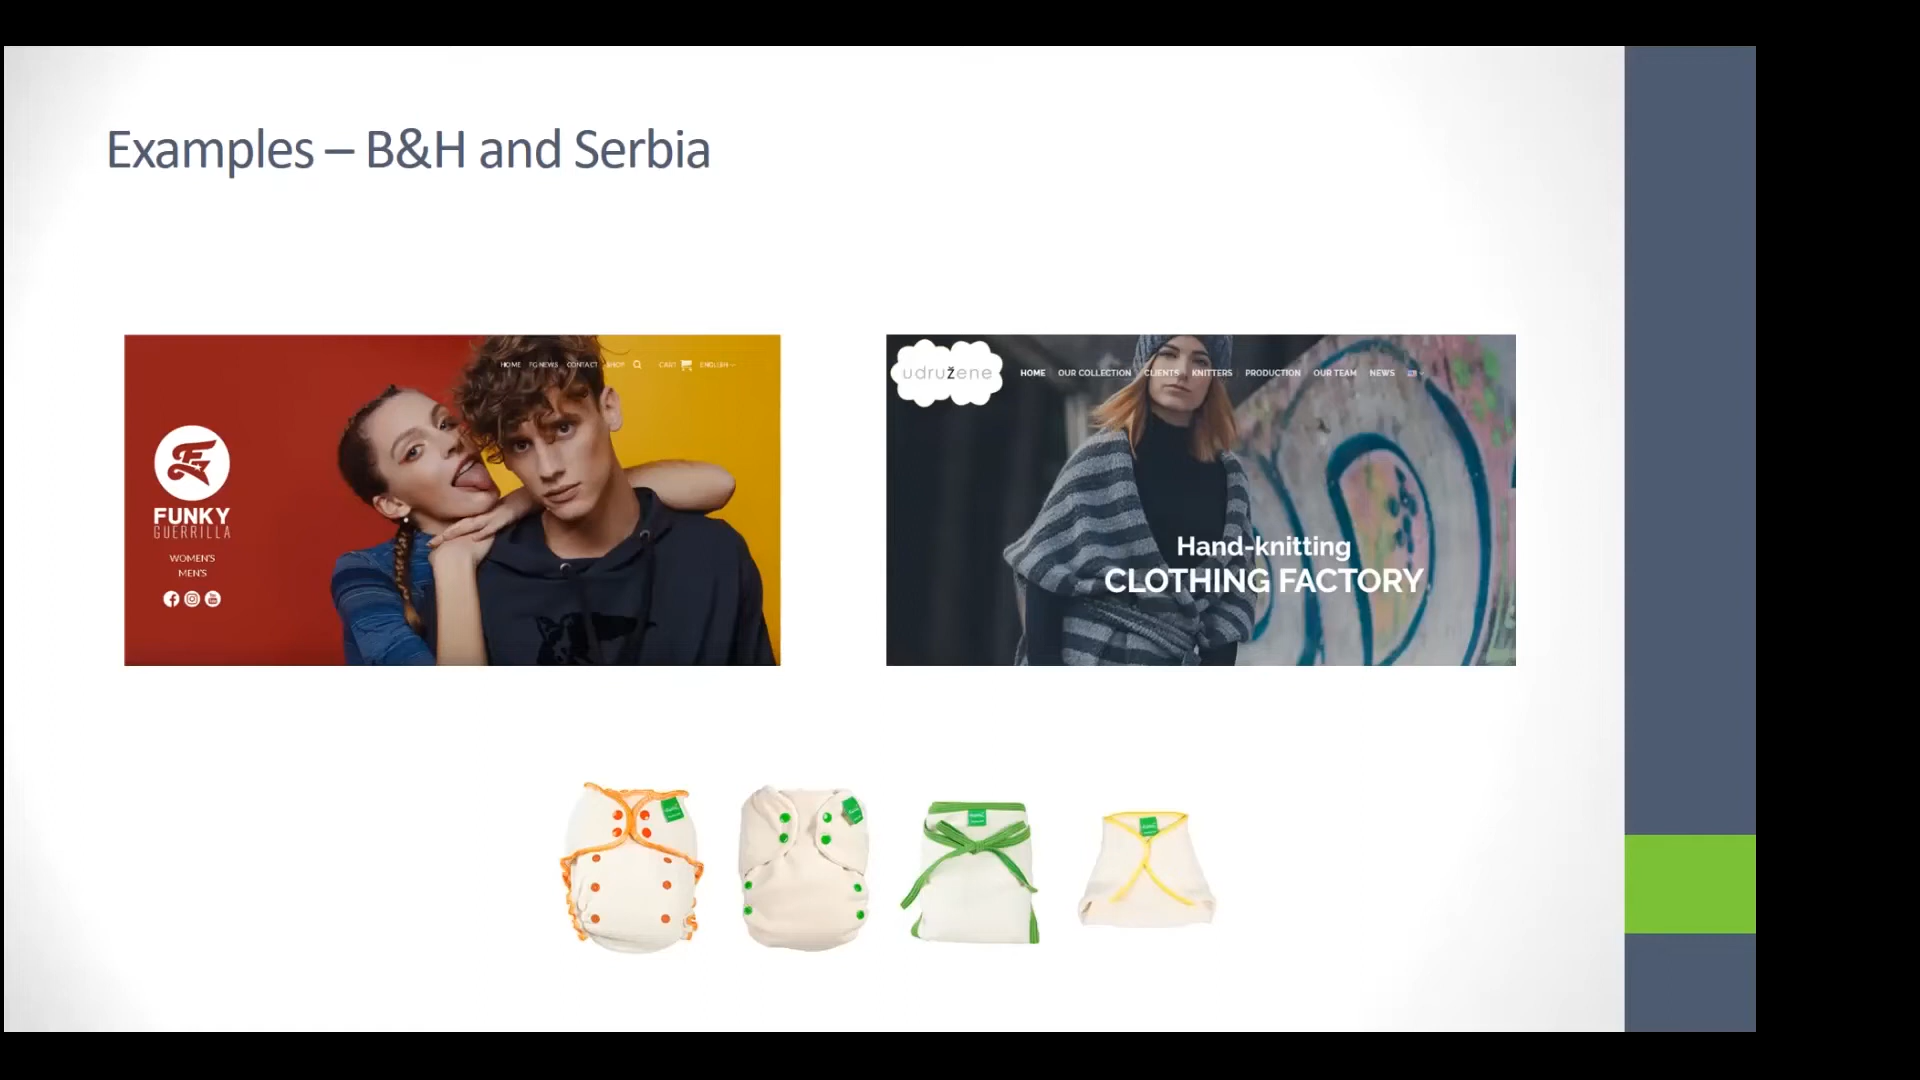 Examples – B&H and Serbia
HOME FG NEWS CONTACT SHOP CART ENGLISH
FUNKY
GUERRILLA
WOMEN'S
MEN'S
udružene
HOME OUR COLLECTION CLIENTS KNITTERS PRODUCTION OUR TEAM NEWS
Hand-knitting
CLOTHING FACTORY